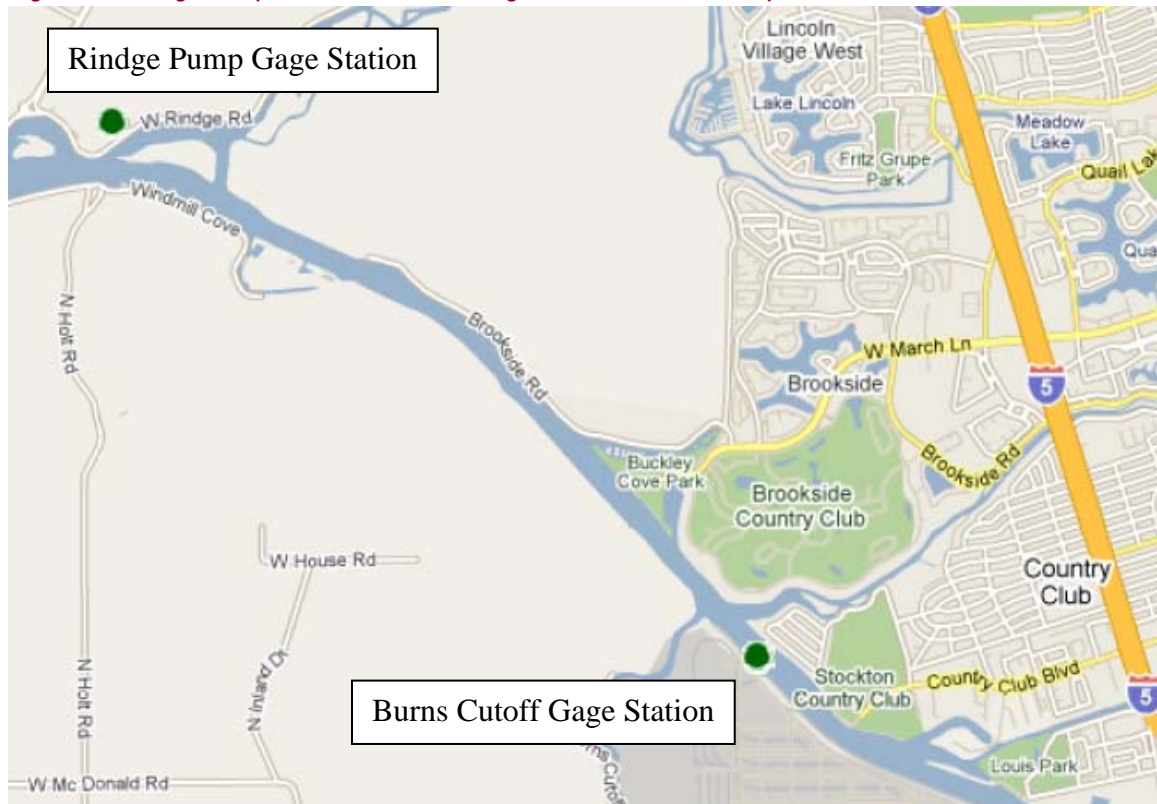 Rindge Pump Gage Station
W Rindge Rd
Windmill Cove
N Holt Rd
Lincoln
Village West
Lake Lincoln
Fritz Grupe
Park
Meadow
Lake
Quail
Brookside Rd
W March Ln
5
Brookside
Brookside Rd
Buckley
Cove Park
Brookside
Country Club
W House Rd
Country
Club
N Holt Rd
N Inland Dr
Stockton
Country Club
Country Club Blvd
5
Burns Cutoff Gage Station
Louis Park
W Mc Donald Rd